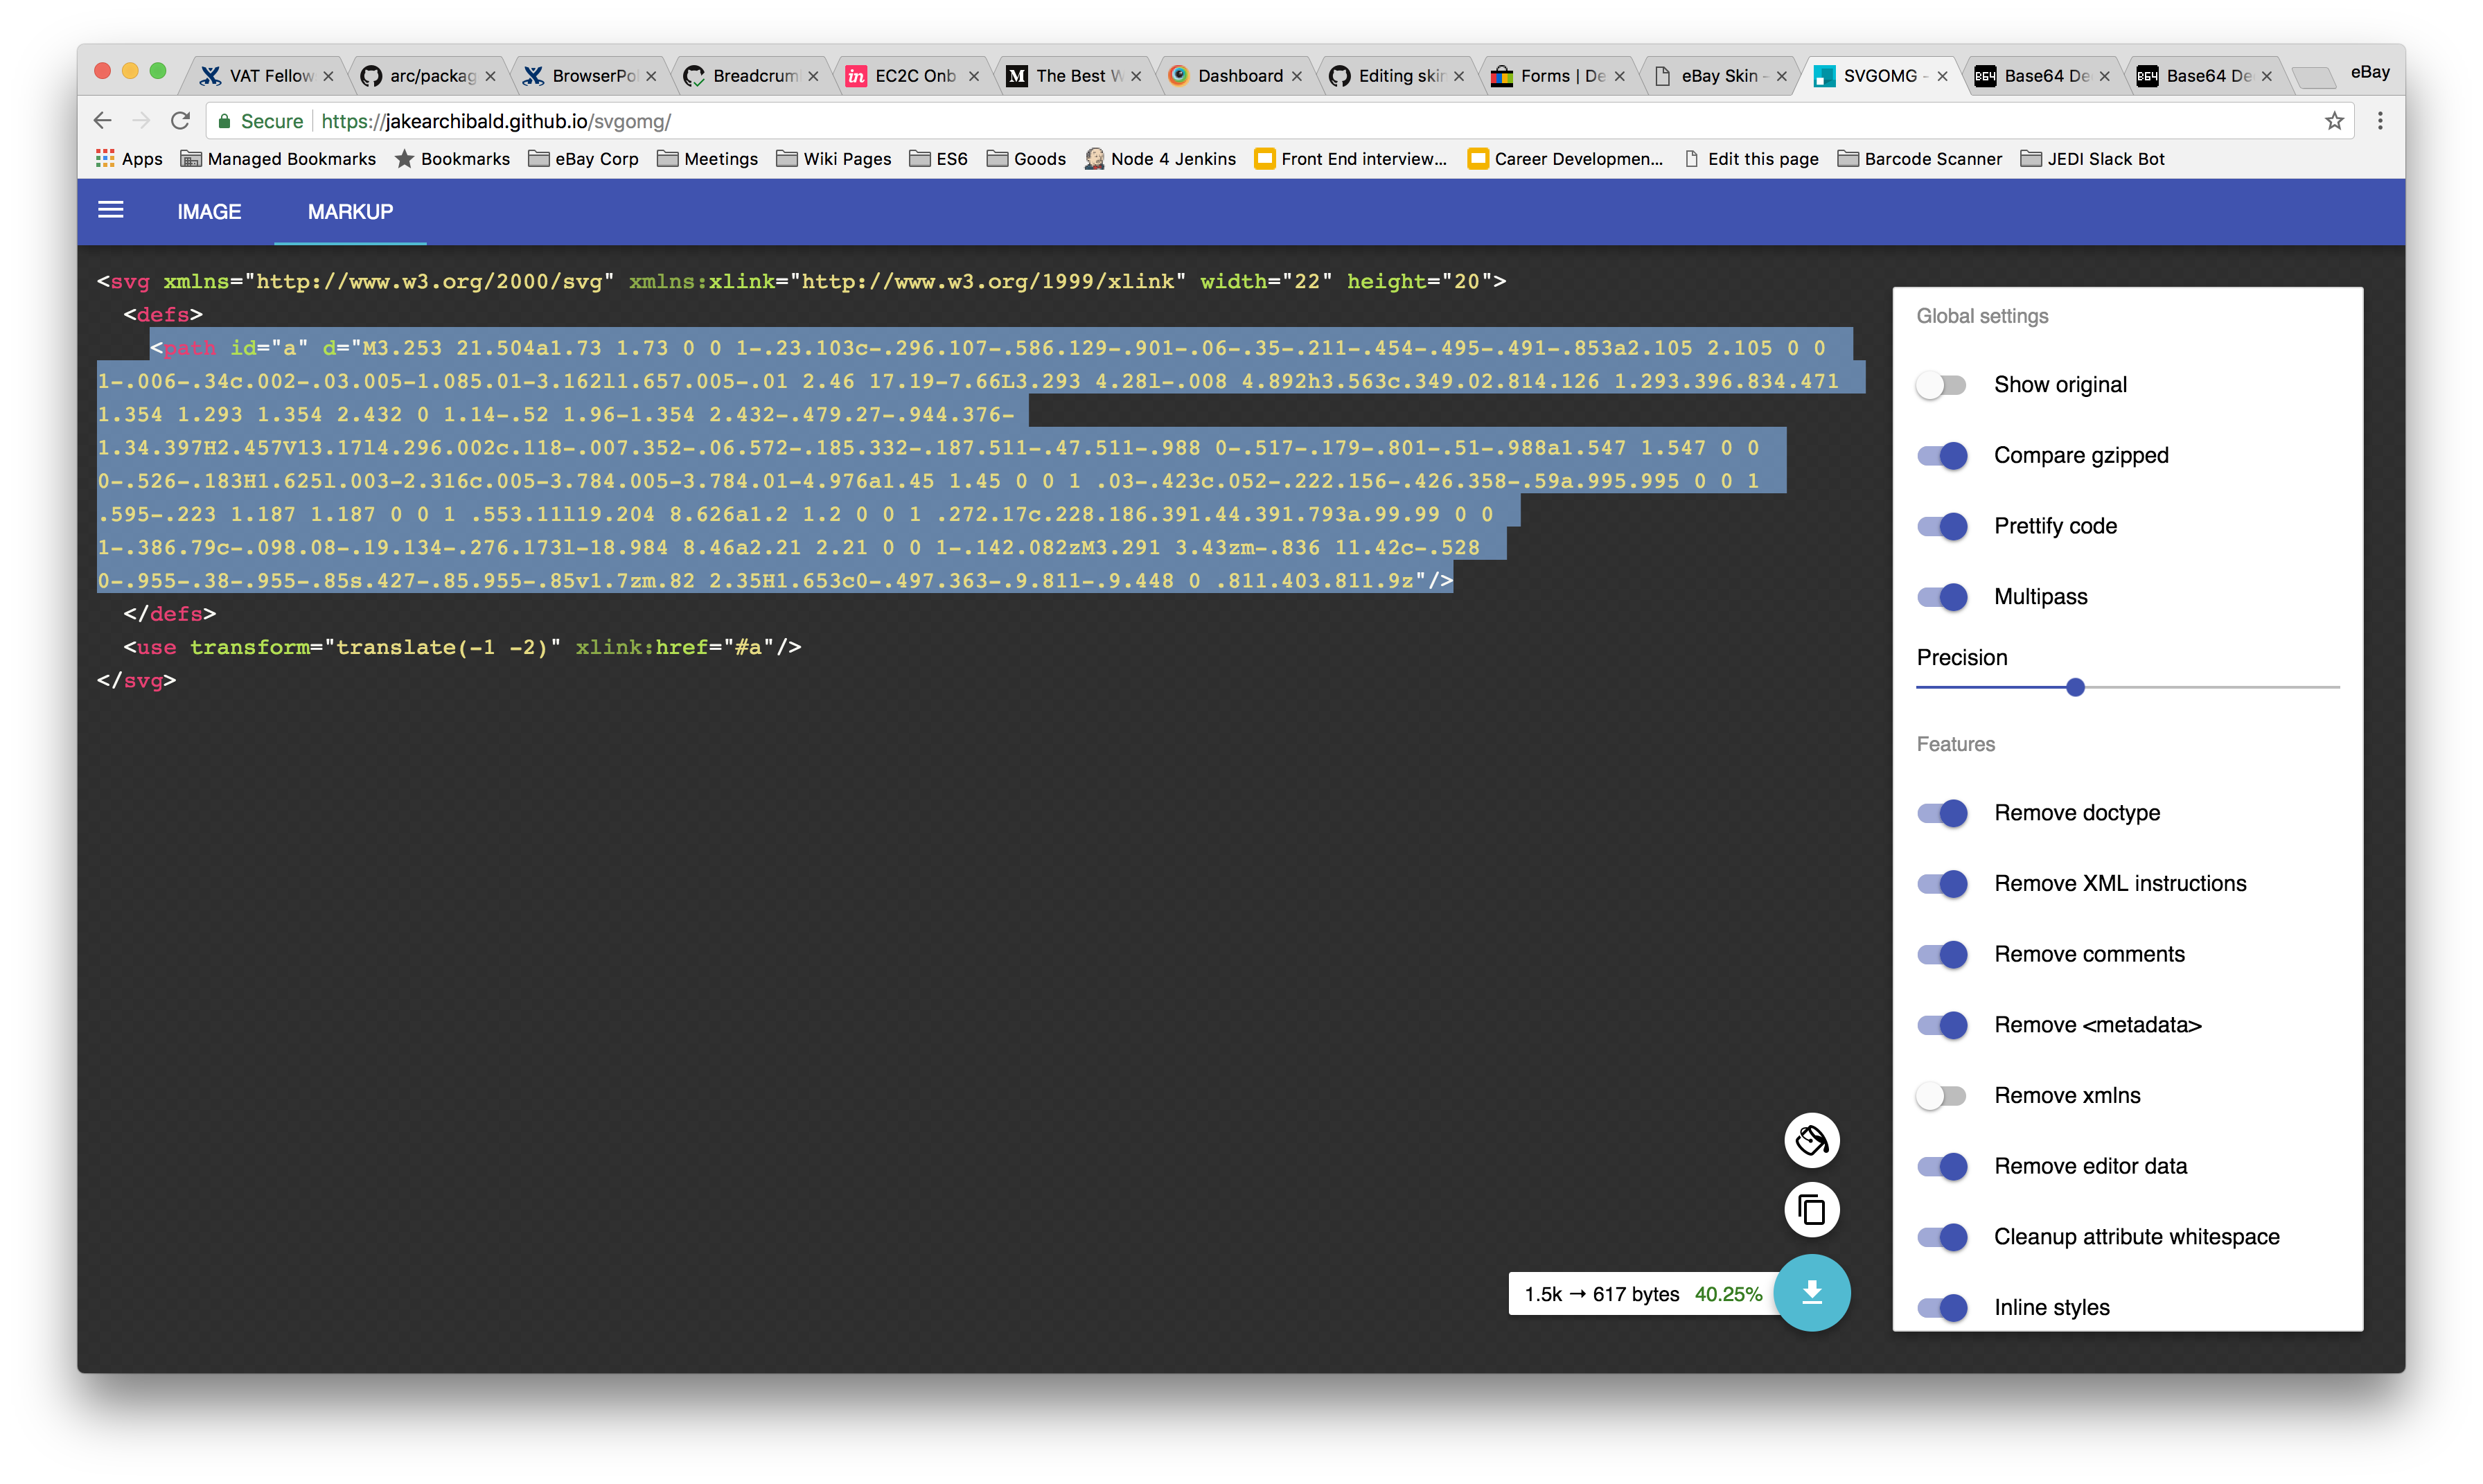 VAT Fellow
arc/packag
BrowserPol
Breadcrum
in EC2C Onb
M The Best W
Dashboard
Editing skin
Forms | De
eBay Skin -
SVGOMG -
B64 Base64 De
B64 Base64 De
eBay
Secure https://jakearchibald.github.io/svgomg/
Apps Managed Bookmarks Bookmarks eBay Corp Meetings Wiki Pages ES6 Goods Node 4 Jenkins Front End interview... Career Developmen... Edit this page Barcode Scanner JEDI Slack Bot
IMAGE MARKUP
<svg xmlns="http://www.w3.org/2000/svg" xmlns:xlink="http://www.w3.org/1999/xlink" width="22" height="20">
<defs>
<path id="a" d="M3.253 21.504a1.73 1.73 0 0 1-.23.103c-.296.107-.586.129-.901-.06-.35-.211-.454-.495-.491-.853a2.105 2.105 0 0
1-.006-.34c.002-.03.005-1.085.01-3.162l1.657.005-.01 2.46 17.19-7.66L3.293 4.28l-.008 4.892h3.563c.349.02.814.126 1.293.396.834.471
1.354 1.293 1.354 2.432 0 1.14-.52 1.96-1.354 2.432-.479.27-.944.376-
1.34.397H2.457V13.17l4.296.002c.118-.007.352-.06.572-.185.332-.187.511-.47.511-.988 0-.517-.179-.801-.51-.988a1.547 1.547 0 0
0-.526-.183H1.625l.003-2.316c.005-3.784.005-3.784.01-4.976a1.45 1.45 0 0 1 .03-.423c.052-.222.156-.426.358-.59a.995.995 0 0 1
.595-.223 1.187 1.187 0 0 1 .553.11l19.204 8.626a1.2 1.2 0 0 1 .272.17c.228.186.391.44.391.793a.99.99 0 0
1-.386.79c-.098.08-.19.134-.276.173l-18.984 8.46a2.21 2.21 0 0 1-.142.082zM3.291 3.43zm-.836 11.42c-.528
0-.955-.38-.955-.85s.427-.85.955-.85v1.7zm.82 2.35H1.653c0-.497.363-.9.811-.9.448 0 .811.403.811.9z"/>
</defs>
<use transform="translate(-1 -2)" xlink:href="#a"/>
</svg>
Global settings
Show original
Compare gzipped
Prettify code
Multipass
Precision
Features
Remove doctype
Remove XML instructions
Remove comments
Remove <metadata>
Remove xmlns
Remove editor data
Cleanup attribute whitespace
Inline styles
1.5k → 617 bytes 40.25%